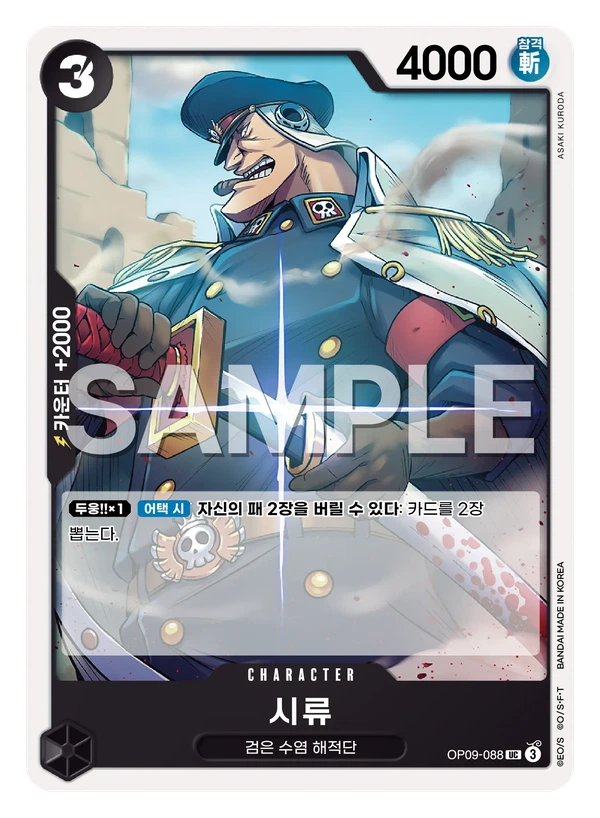 3
4000
참격
斬
ASAKI KURODA
카운터 +2000
SAMPLE
두웅!!×1 어택 시 자신의 패 2장을 버릴 수 있다: 카드를 2장
뽑는다.
CHARACTER
시류
검은 수염 해적단
OP09-088 UC 3
©EO/S ©O/S·F·T BANDAI MADE IN KOREA